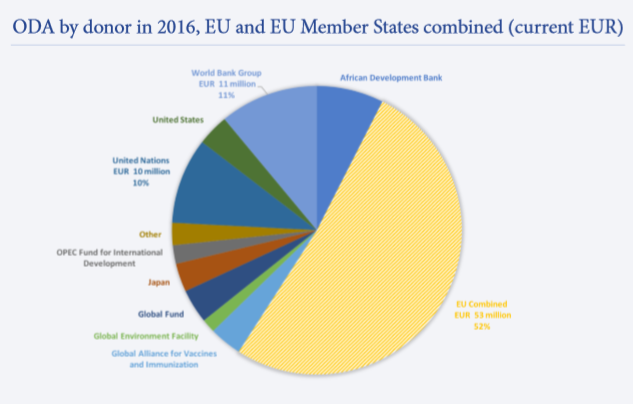 ODA by donor in 2016, EU and EU Member States combined (current EUR)
World Bank Group
EUR 11 million
11%
African Development Bank
United States
United Nations
EUR 10 million
10%
Other
OPEC Fund for International
Development
Japan
Global Fund
Global Environment Facility
Global Alliance for Vaccines
and Immunization
EU Combined
EUR 53 million
52%